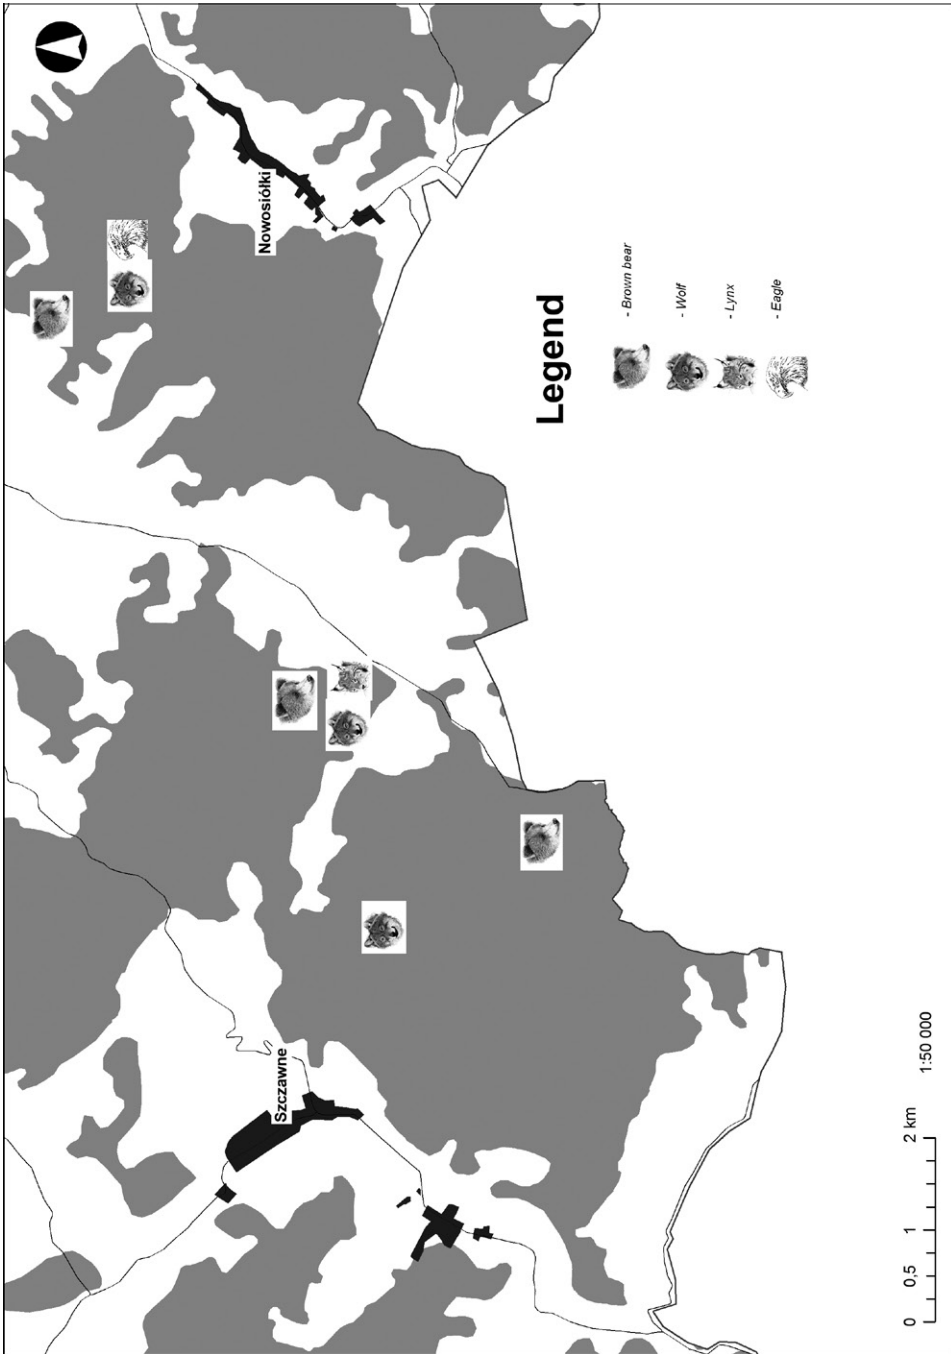 Nowosiółki
Szczawne
Legend
- Brown bear
- Wolf
- Lynx
- Eagle
0 0,5 1 2 km
1:50 000